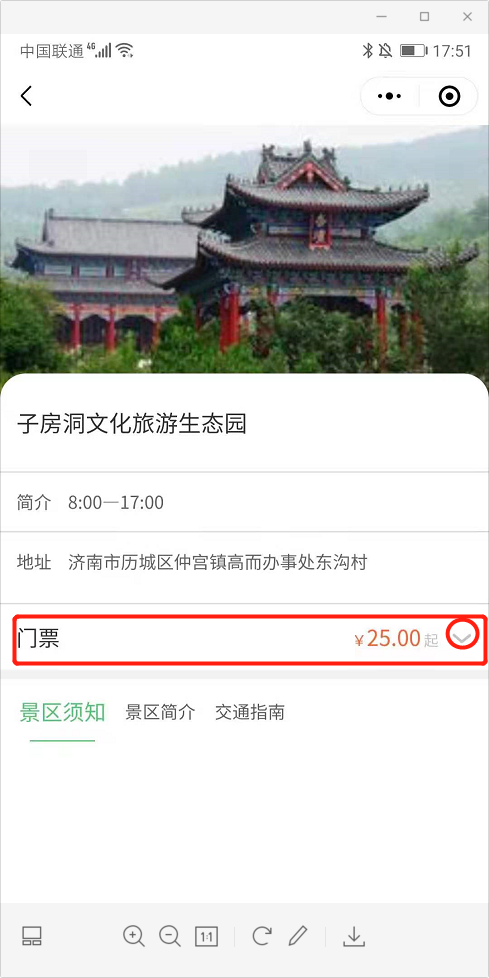 中国联通 4G 17:51
子房洞文化旅游生态园
简介 8:00—17:00
地址 济南市历城区仲宫镇高而办事处东沟村
门票 ¥25.00起
景区须知 景区简介 交通指南
1:1